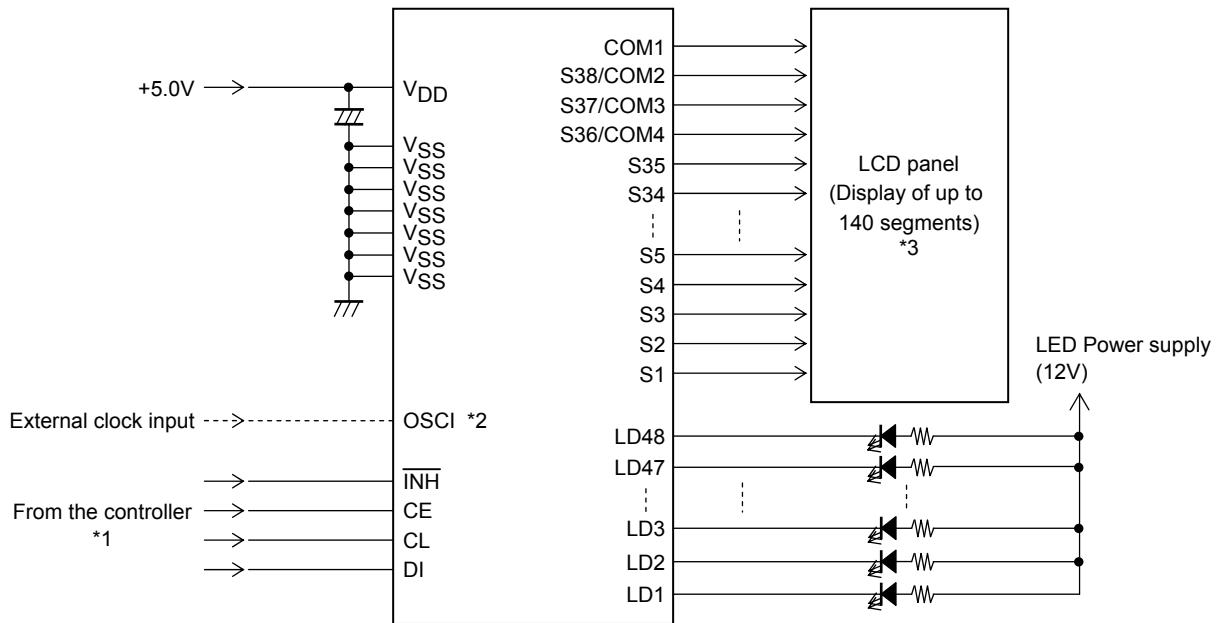 COM1
S38/COM2
+5.0V
VDD
S37/COM3
S36/COM4
VSS
VSS
VSS
VSS
VSS
VSS
VSS
S35
S34
LCD panel
(Display of up to
140 segments)
*3
S5
S4
S3
S2
S1
LED Power supply
(12V)
External clock input
OSCI *2
LD48
LD47
INH
From the controller
*1
CE
CL
DI
LD3
LD2
LD1